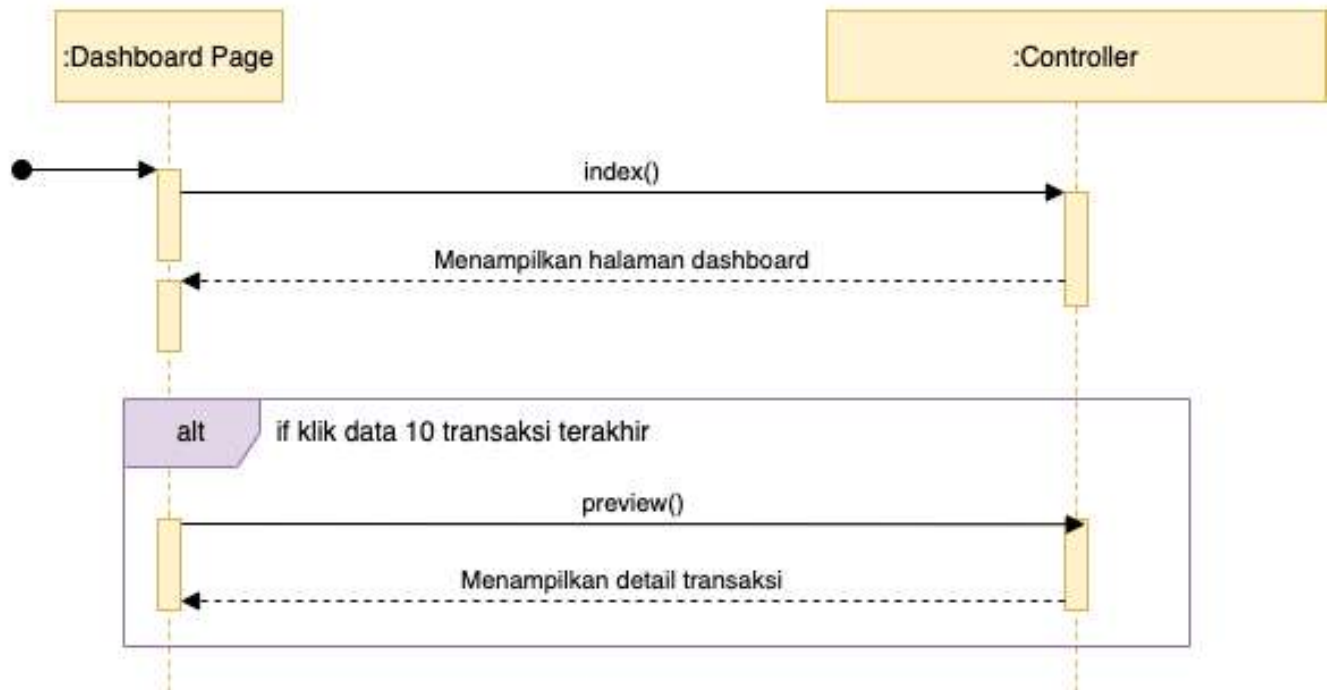 :Dashboard Page
:Controller
index()
Menampilkan halaman dashboard
alt
if klik data 10 transaksi terakhir
preview()
Menampilkan detail transaksi